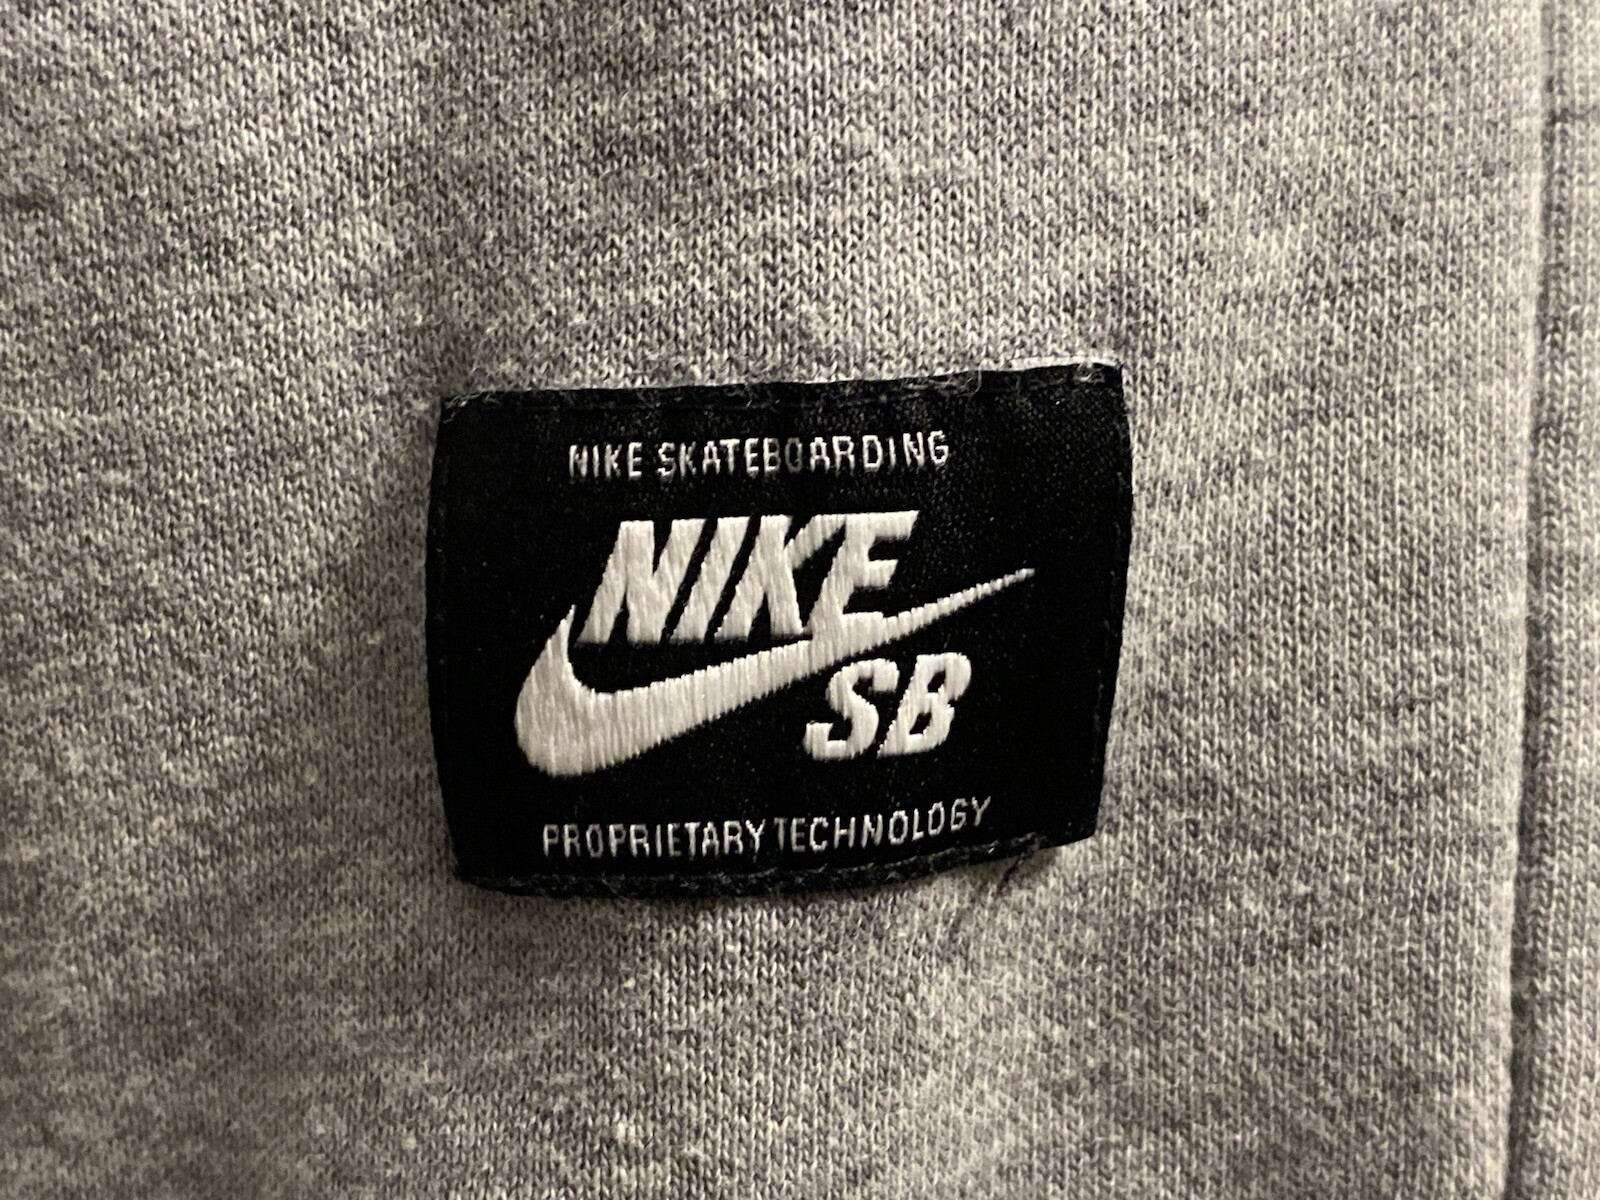 NIKE SKATEBOARDING
NIKE
SB
PROPRIETARY TECHNOLOGY